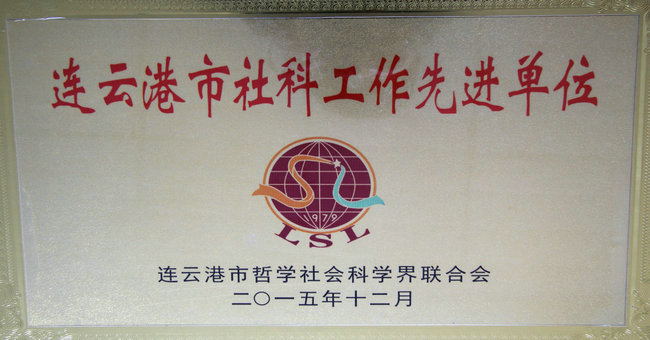 连云港市社科工作先进单位
1979
LSL
连云港市哲学社会科学界联合会
二〇一五年十二月